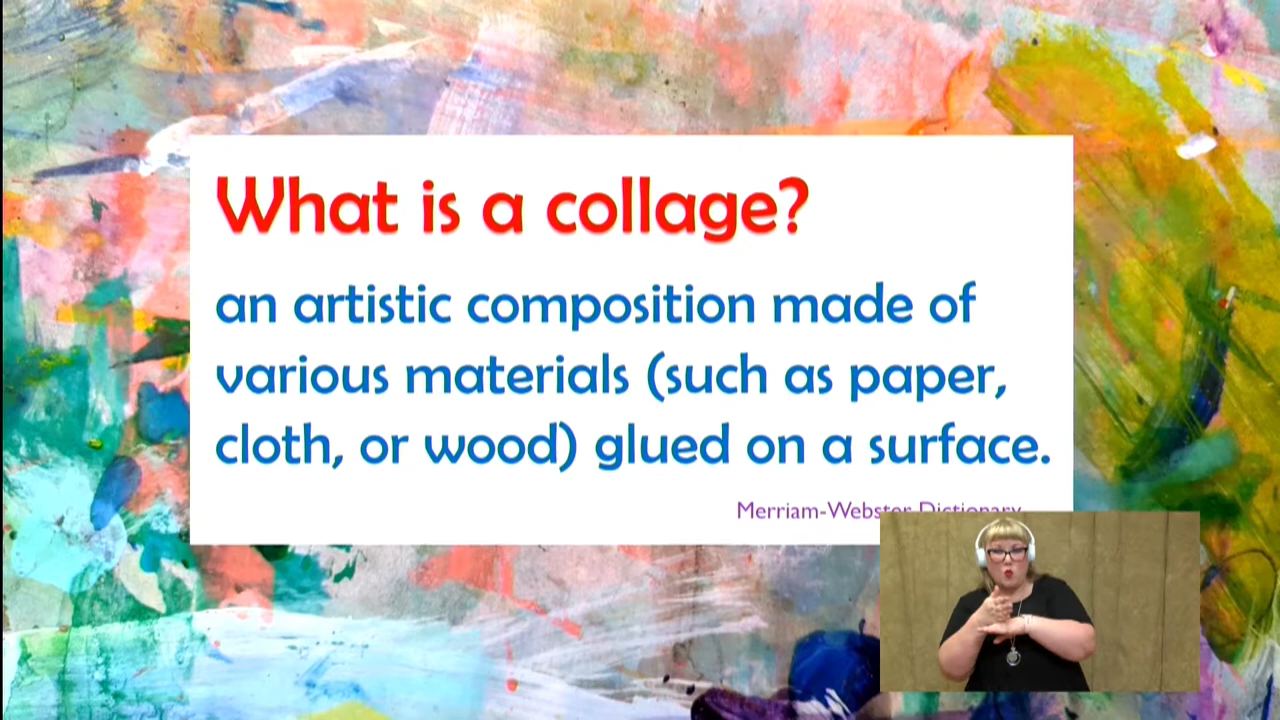 What is a collage?
an artistic composition made of
various materials (such as paper,
cloth, or wood) glued on a surface.
Merriam-Webster Dictionary